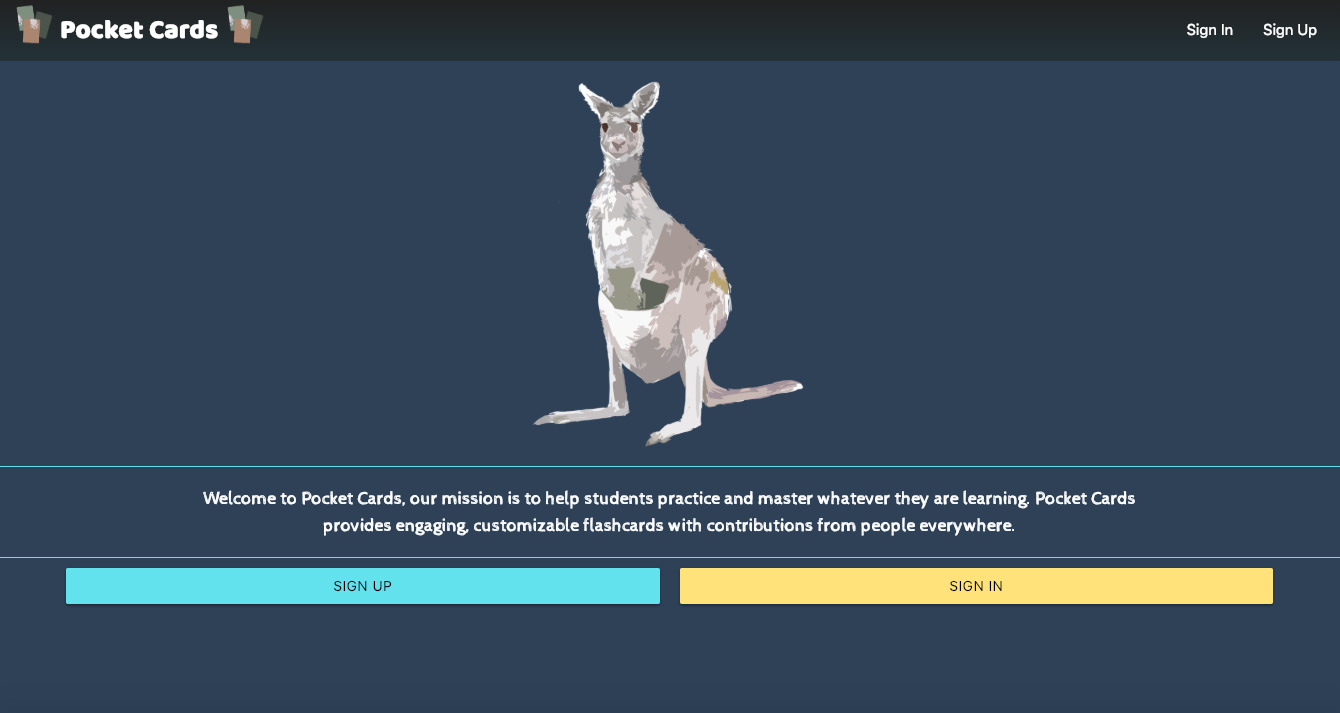 Pocket Cards
Sign In
Sign Up
Welcome to Pocket Cards, our mission is to help students practice and master whatever they are learning. Pocket Cards
provides engaging, customizable flashcards with contributions from people everywhere.
SIGN UP
SIGN IN